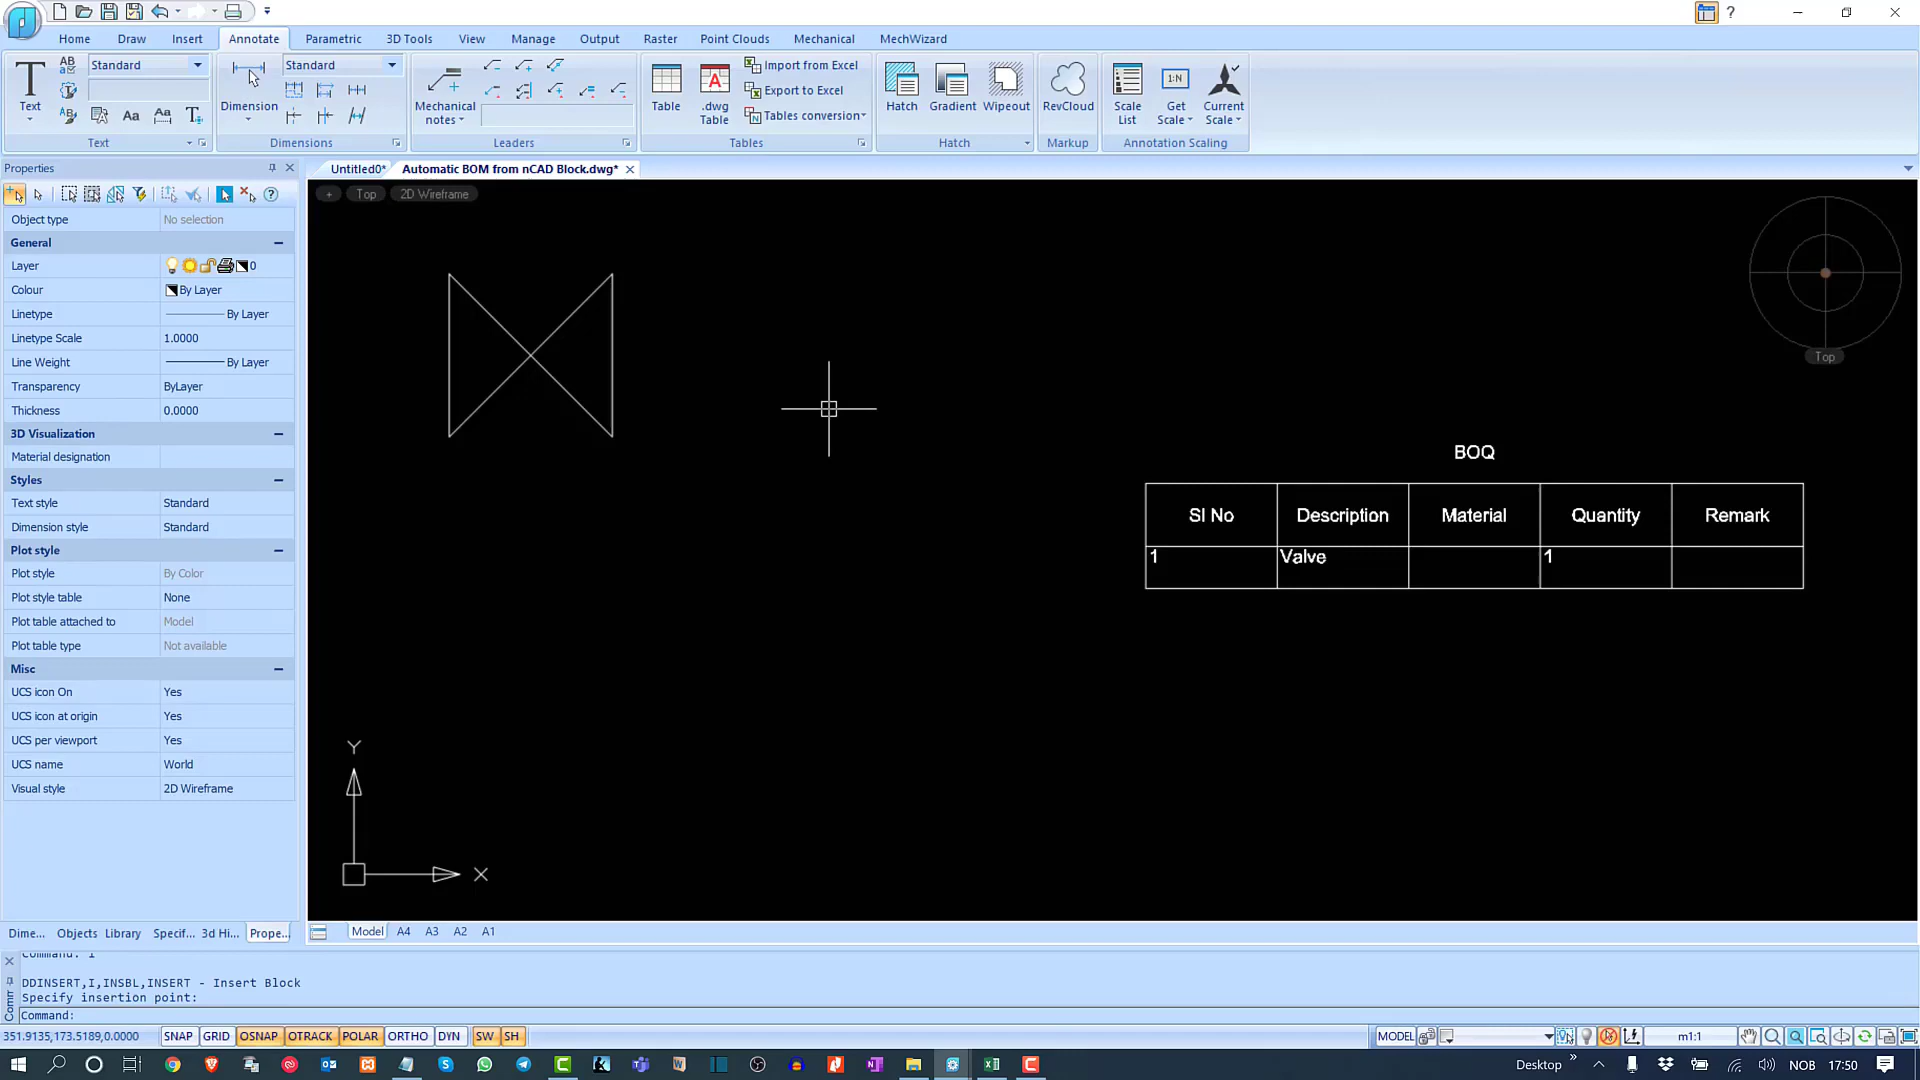 Home Draw Insert Annotate Parametric 3D Tools View Manage Output Raster Point Clouds Mechanical MechWizard
Text
Standard
Dimension
Standard
Mechanical notes
Table
.dwg Table
Import from Excel
Export to Excel
Tables conversion
Hatch
Gradient
Wipeout
RevCloud
Scale List
1:N
Get Scale
Current Scale
Text Dimensions Leaders Tables Hatch Markup Annotation Scaling
Properties
Untitled0* Automatic BOM from nCAD Block.dwg*
+ Top 2D Wireframe
Object type No selection
General
Layer 0
Colour By Layer
Linetype By Layer
Linetype Scale 1.0000
Line Weight By Layer
Transparency ByLayer
Thickness 0.0000
3D Visualization
Material designation
Styles
Text style Standard
Dimension style Standard
Plot style
Plot style By Color
Plot style table None
Plot table attached to Model
Plot table type Not available
Misc
UCS icon On Yes
UCS icon at origin Yes
UCS per viewport Yes
UCS name World
Visual style 2D Wireframe
Top
BOQ
Sl No Description Material Quantity Remark
1 Valve 1
Y
X
Dime... Objects Library Specif... 3d Hi... Prope...
Model A4 A3 A2 A1
DDINSERT,I,INSBL,INSERT - Insert Block
Specify insertion point:
Command:
351.9135,173.5189,0.0000 SNAP GRID OSNAP OTRACK POLAR ORTHO DYN SW SH MODEL m1:1
Desktop NOB 17:50